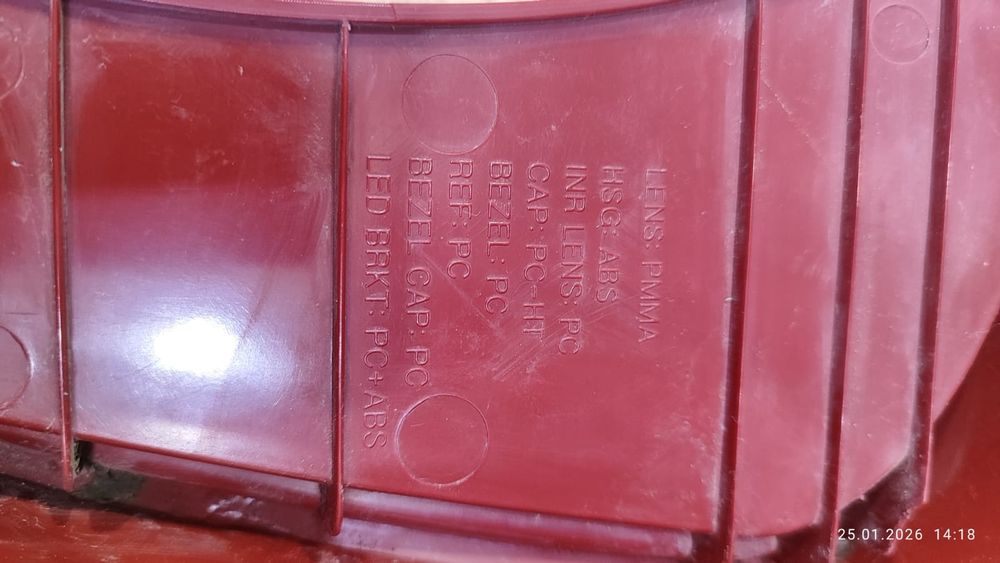 LENS: PMMA
HSG: ABS
INR LENS: PC
CAP: PC-HT
BEZEL: PC
REF: PC
BEZEL CAP: PC
LED BRKT: PC+ABS
25.01.2026 14:18